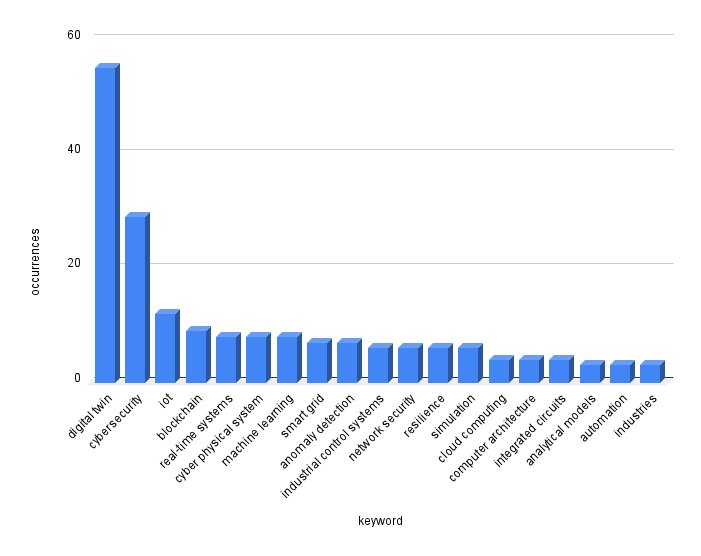 60
40
20
0
occurrences
digital twin
cybersecurity
iot
blockchain
real-time systems
cyber physical system
machine learning
smart grid
anomaly detection
industrial control systems
network security
resilience
simulation
cloud computing
computer architecture
integrated circuits
analytical models
automation
industries
keyword